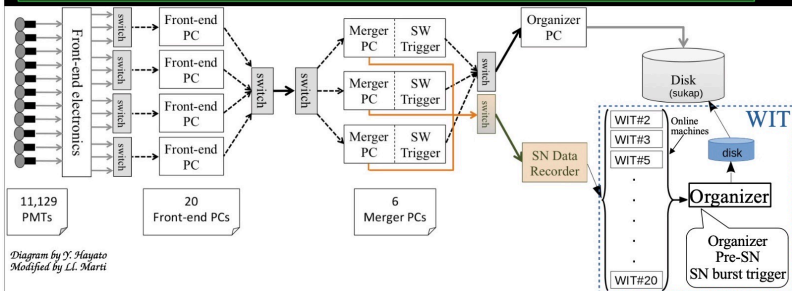 Front-end electronics
switch
switch
switch
switch
Front-end
PC
Front-end
PC
Front-end
PC
Front-end
PC
switch
switch
Merger
PC
SW
Trigger
Merger
PC
SW
Trigger
Merger
PC
SW
Trigger
switch
switch
Organizer
PC
SN Data
Recorder
Disk
(sukap)
WIT
WIT#2
WIT#3
WIT#5
.
.
.
.
.
.
WIT#20
Online
machines
disk
Organizer
Organizer
Pre-SN
SN burst trigger
11,129
PMTs
20
Front-end PCs
6
Merger PCs
Diagram by Y. Hayato
Modified by Ll. Marti